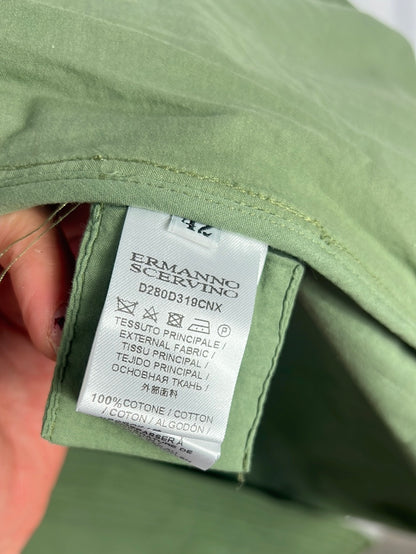 ERMANNO
SCERVINO
D280D319CNX
TESSUTO PRINCIPALE/
EXTERNAL FABRIC /
TISSU PRINCIPAL/
TEJIDO PRINCIPAL/
ОСНОВНАЯ ТКАНЬ /
外部面料
100%COTONE/COTTON
/COTON/ALGODÓN/